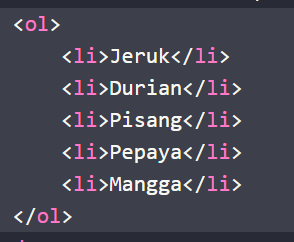 <ol>
<li>Jeruk</li>
<li>Durian</li>
<li>Pisang</li>
<li>Pepaya</li>
<li>Mangga</li>
</ol>